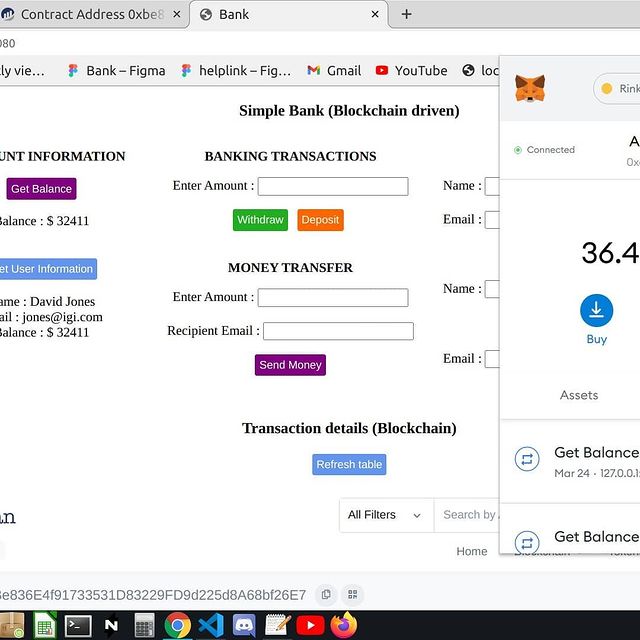 Contract Address 0xbe8
Bank
080
ly vie...
Bank – Figma
helplink – Fig...
Gmail
YouTube
loc
Simple Bank (Blockchain driven)
UNT INFORMATION
Get Balance
Balance : $ 32411
et User Information
ame : David Jones
ail : jones@igi.com
Balance : $ 32411
BANKING TRANSACTIONS
Enter Amount :
Withdraw
Deposit
MONEY TRANSFER
Enter Amount :
Recipient Email :
Send Money
Name :
Email :
Name :
Email :
Transaction details (Blockchain)
Refresh table
Rink
Connected
A
0x
36.4
Buy
Assets
Get Balance
Mar 24 · 127.0.0.1:
Get Balance
an
All Filters
Search by
Home
e836E4f91733531D83229FD9d225d8A68bf26E7